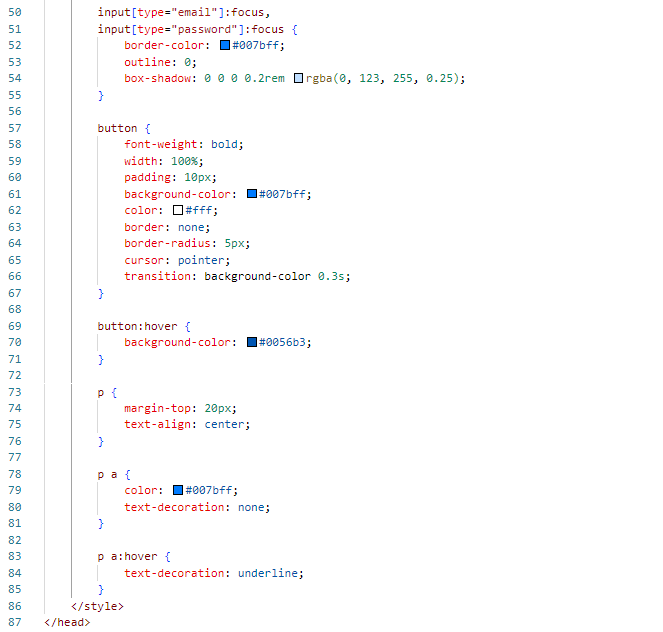 50 input[type="email"]:focus,
51 input[type="password"]:focus {
52 border-color: #007bff;
53 outline: 0;
54 box-shadow: 0 0 0 0.2rem rgba(0, 123, 255, 0.25);
55 }
56
57 button {
58 font-weight: bold;
59 width: 100%;
60 padding: 10px;
61 background-color: #007bff;
62 color: #fff;
63 border: none;
64 border-radius: 5px;
65 cursor: pointer;
66 transition: background-color 0.3s;
67 }
68
69 button:hover {
70 background-color: #0056b3;
71 }
72
73 p {
74 margin-top: 20px;
75 text-align: center;
76 }
77
78 p a {
79 color: #007bff;
80 text-decoration: none;
81 }
82
83 p a:hover {
84 text-decoration: underline;
85 }
86 </style>
87 </head>